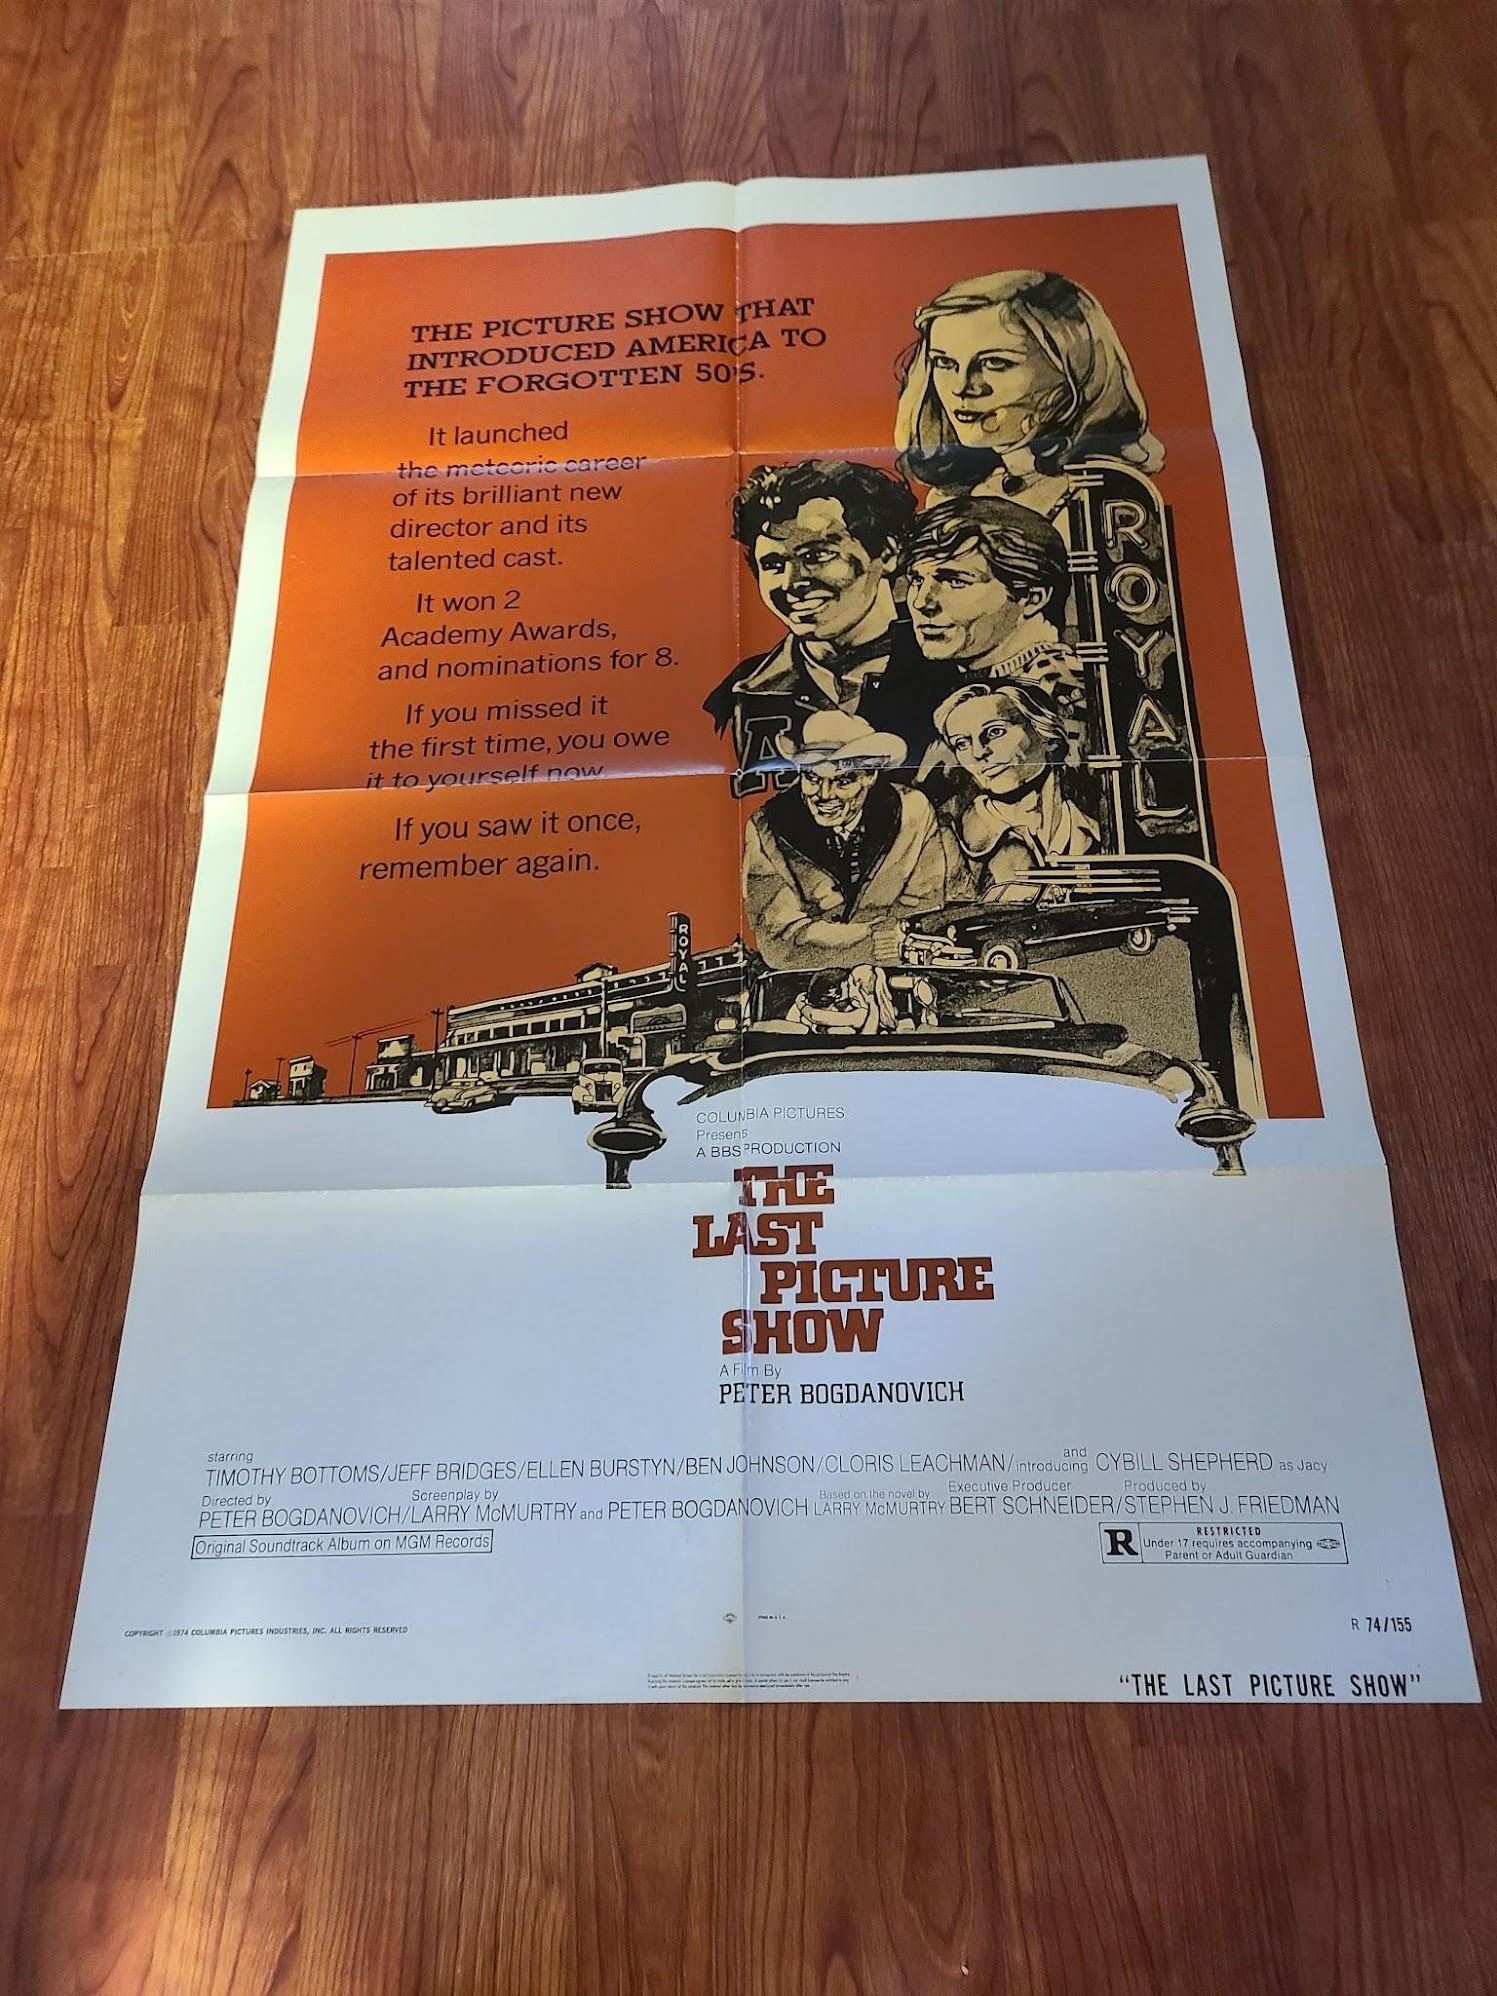 THE PICTURE SHOW THAT
INTRODUCED AMERICA TO
THE FORGOTTEN 50'S.
It launched
the meteoric career
of its brilliant new
director and its
talented cast.
It won 2
Academy Awards,
and nominations for 8.
If you missed it
the first time, you owe
it to yourself now
If you saw it once,
remember again.
ROYAL
A
ROYAL
COLUMBIA PICTURES
Presents
A BBS PRODUCTION
THE
LAST
PICTURE
SHOW
A Film By
PETER BOGDANOVICH
starring
TIMOTHY BOTTOMS/JEFF BRIDGES/ELLEN BURSTYN/BEN JOHNSON/CLORIS LEACHMAN/introducing and CYBILL SHEPHERD as Jacy
Directed by PETER BOGDANOVICH/Screenplay by LARRY McMURTRY and PETER BOGDANOVICH Based on the novel by LARRY McMURTRY Executive Producer BERT SCHNEIDER/Produced by STEPHEN J. FRIEDMAN
Original Soundtrack Album on MGM Records
R RESTRICTED
Under 17 requires accompanying
Parent or Adult Guardian
COPYRIGHT ©1974 COLUMBIA PICTURES INDUSTRIES, INC. ALL RIGHTS RESERVED
R 74/155
"THE LAST PICTURE SHOW"